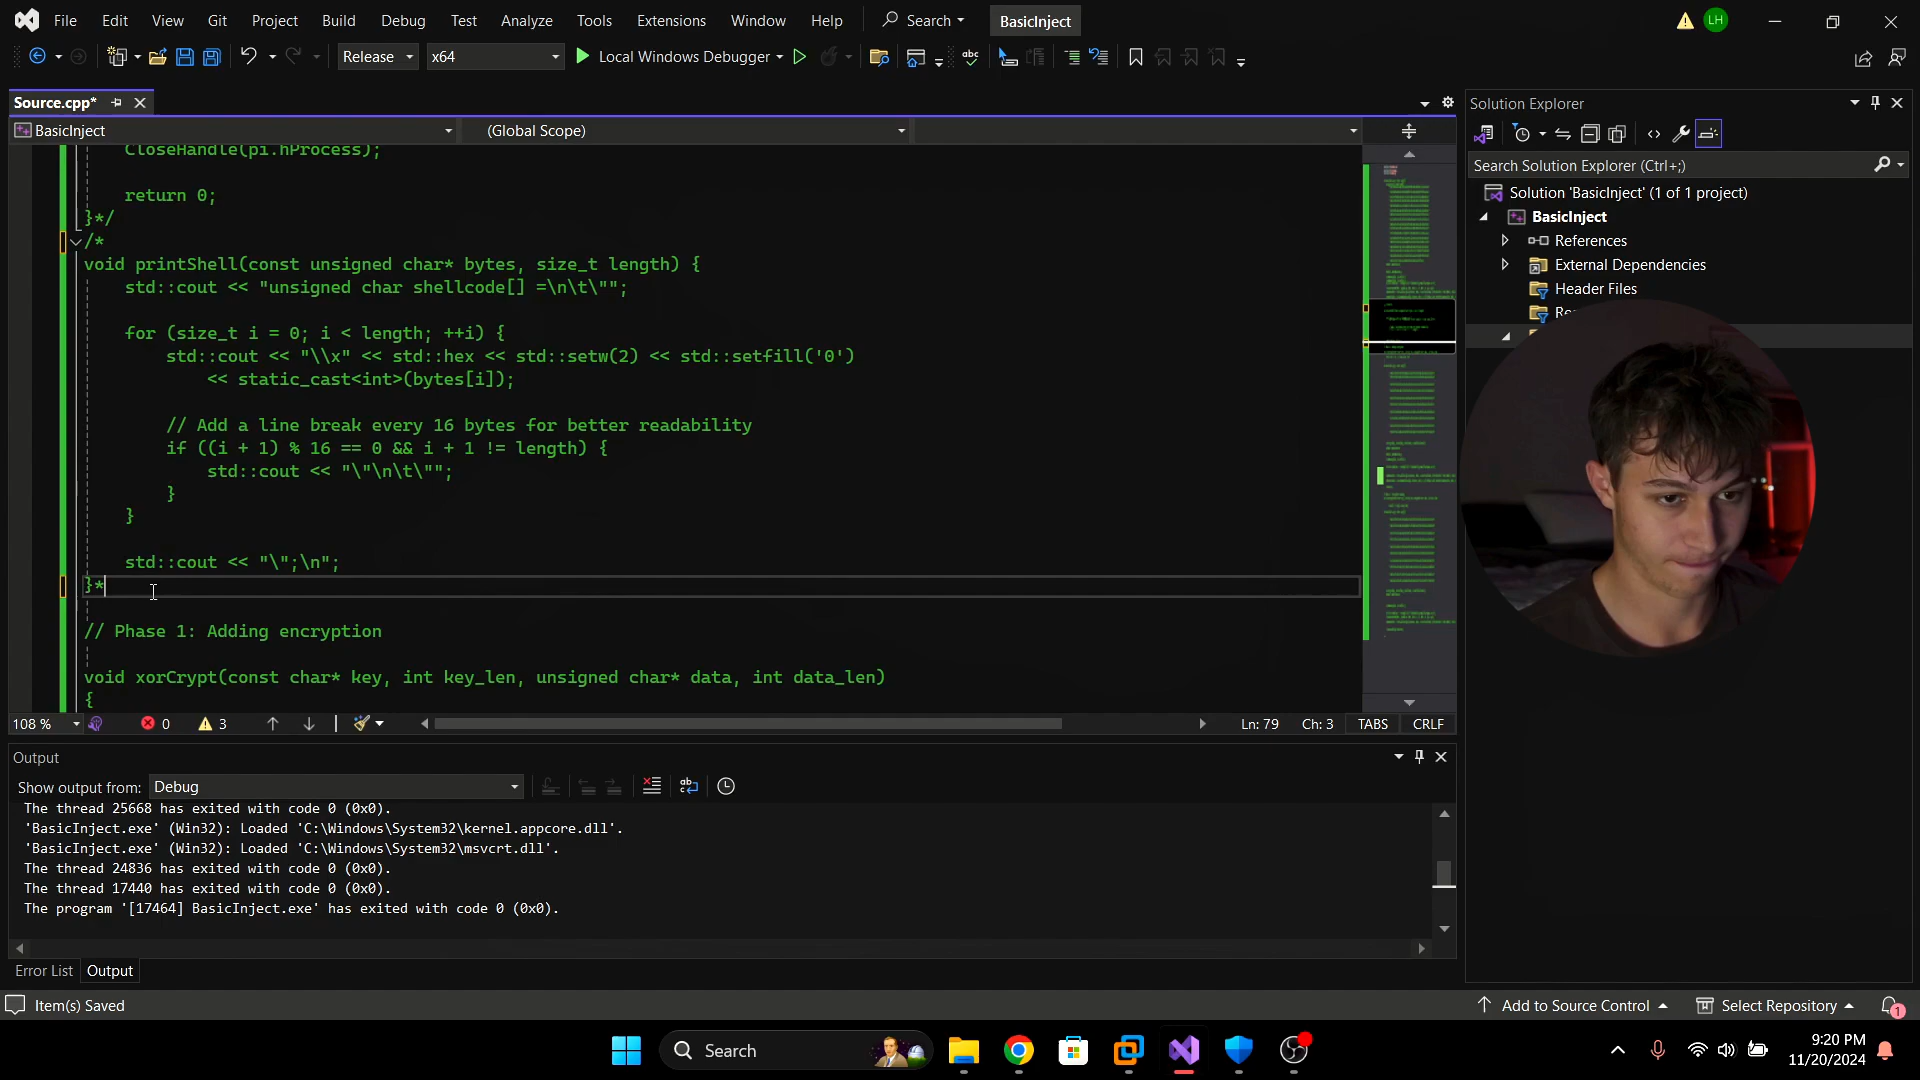 File Edit View Git Project Build Debug Test Analyze Tools Extensions Window Help Search BasicInject LH
Release x64 Local Windows Debugger
Source.cpp*
BasicInject (Global Scope)
CloseHandle(pi.hProcess);
return 0;
}*/
/*
void printShell(const unsigned char* bytes, size_t length) {
std::cout << "unsigned char shellcode[] =\n\t\"";
for (size_t i = 0; i < length; ++i) {
std::cout << "\\x" << std::hex << std::setw(2) << std::setfill('0')
<< static_cast<int>(bytes[i]);
// Add a line break every 16 bytes for better readability
if ((i + 1) % 16 == 0 && i + 1 != length) {
std::cout << "\"\n\t\"";
}
}
std::cout << "\";\n";
}*
// Phase 1: Adding encryption
void xorCrypt(const char* key, int key_len, unsigned char* data, int data_len)
{
108 % 0 3 Ln: 79 Ch: 3 TABS CRLF
Output
Show output from: Debug
The thread 25668 has exited with code 0 (0x0).
'BasicInject.exe' (Win32): Loaded 'C:\Windows\System32\kernel.appcore.dll'.
'BasicInject.exe' (Win32): Loaded 'C:\Windows\System32\msvcrt.dll'.
The thread 24836 has exited with code 0 (0x0).
The thread 17440 has exited with code 0 (0x0).
The program '[17464] BasicInject.exe' has exited with code 0 (0x0).
Error List Output
Solution Explorer
Search Solution Explorer (Ctrl+;)
Solution 'BasicInject' (1 of 1 project)
BasicInject
References
External Dependencies
Header Files
Item(s) Saved Add to Source Control Select Repository 1
Search
9:20 PM
11/20/2024